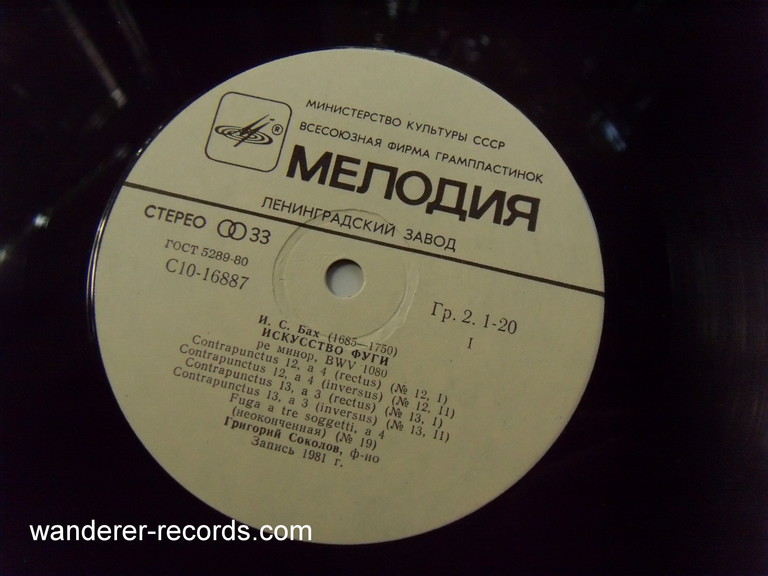 МИНИСТЕРСТВО КУЛЬТУРЫ СССР
ВСЕСОЮЗНАЯ ФИРМА ГРАМПЛАСТИНОК
®
МЕЛОДИЯ
ЛЕНИНГРАДСКИЙ ЗАВОД
СТЕРЕО 33
ГОСТ 5289-80
С10-16887
Гр. 2. 1-20
I
И. С. Бах (1685—1750)
ИСКУССТВО ФУГИ
ре минор, BWV 1080
Contrapunctus 12, a 4 (rectus) (№ 12, I)
Contrapunctus 12, a 4 (inversus) (№ 12, II)
Contrapunctus 13, a 3 (rectus) (№ 13, I)
Contrapunctus 13, a 3 (inversus) (№ 13, II)
Fuga a tre soggetti, a 4
(неоконченная) (№ 19)
Григорий Соколов, ф-но
Запись 1981 г.
wanderer-records.com